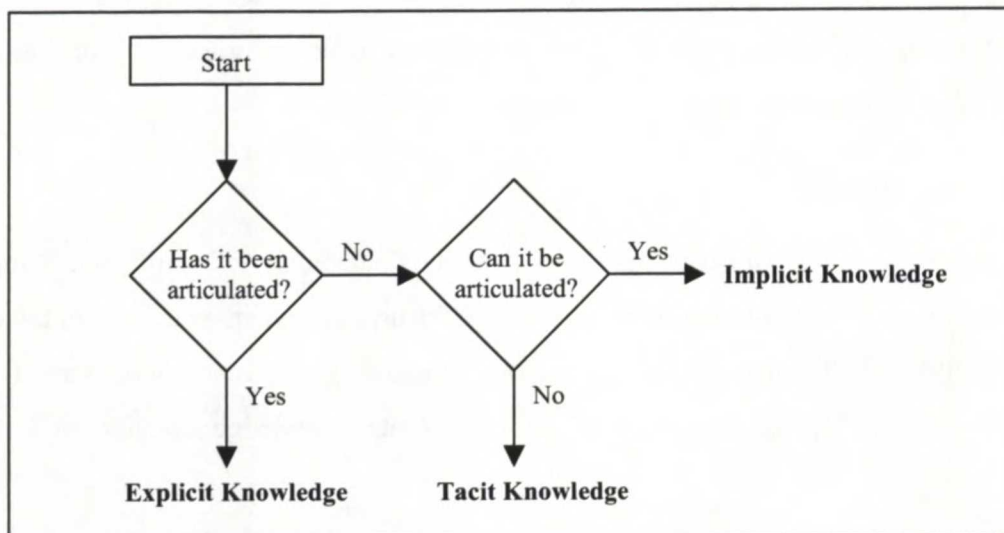 Start
Has it been
articulated?
No
Can it be
articulated?
Yes
Implicit Knowledge
Yes
No
Explicit Knowledge
Tacit Knowledge